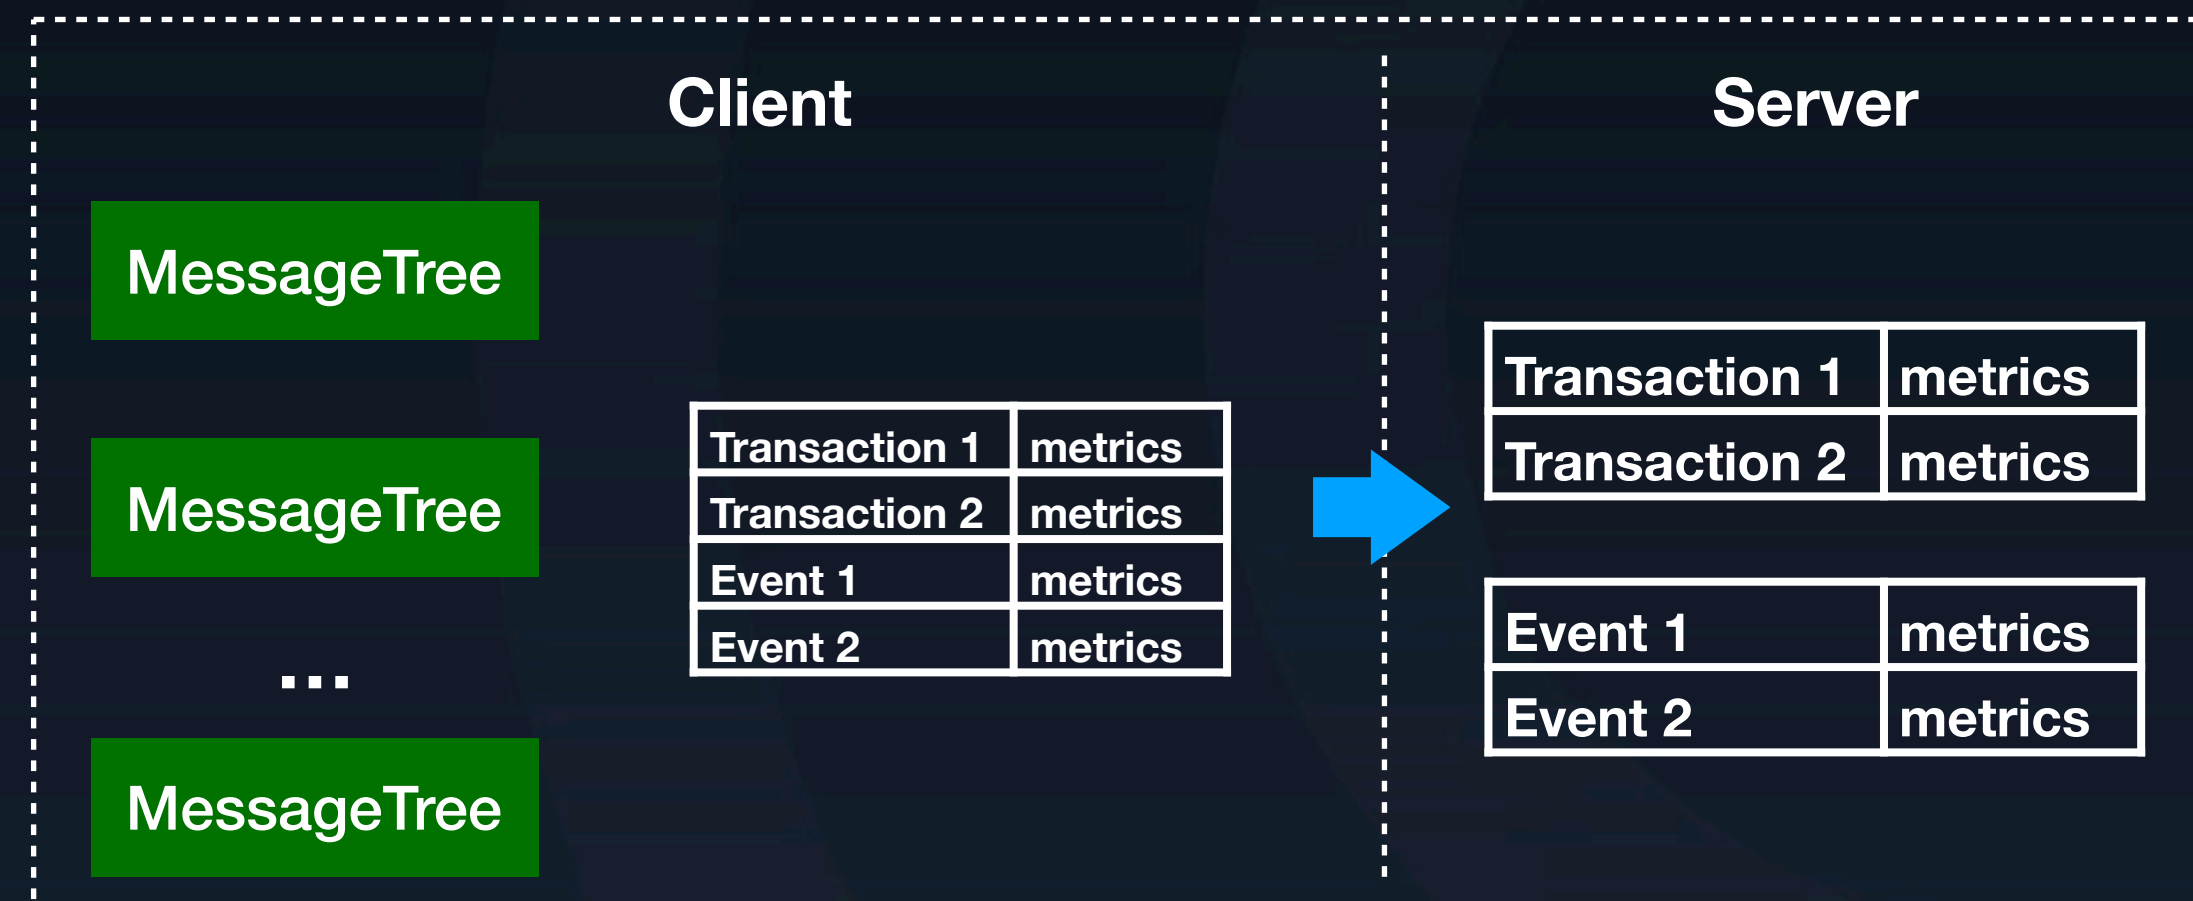 Client
MessageTree
MessageTree
...
MessageTree
Transaction 1 metrics
Transaction 2 metrics
Event 1 metrics
Event 2 metrics
Server
Transaction 1 metrics
Transaction 2 metrics
Event 1 metrics
Event 2 metrics